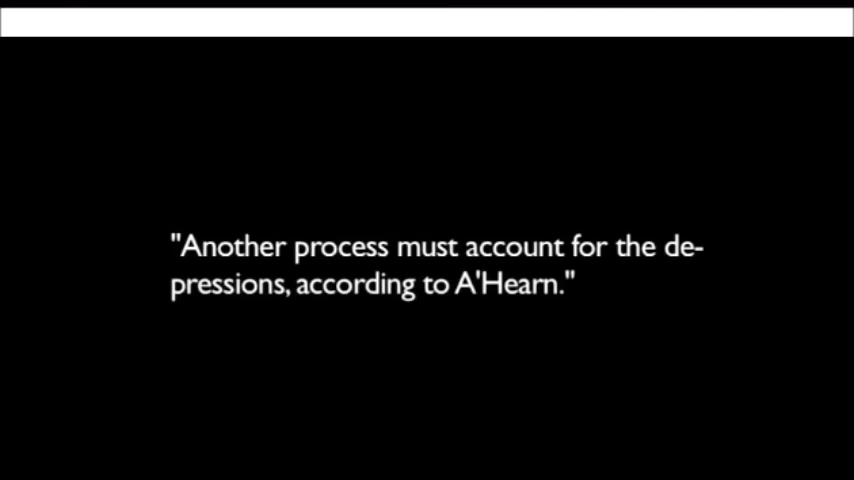 "Another process must account for the de-
pressions, according to A'Hearn."